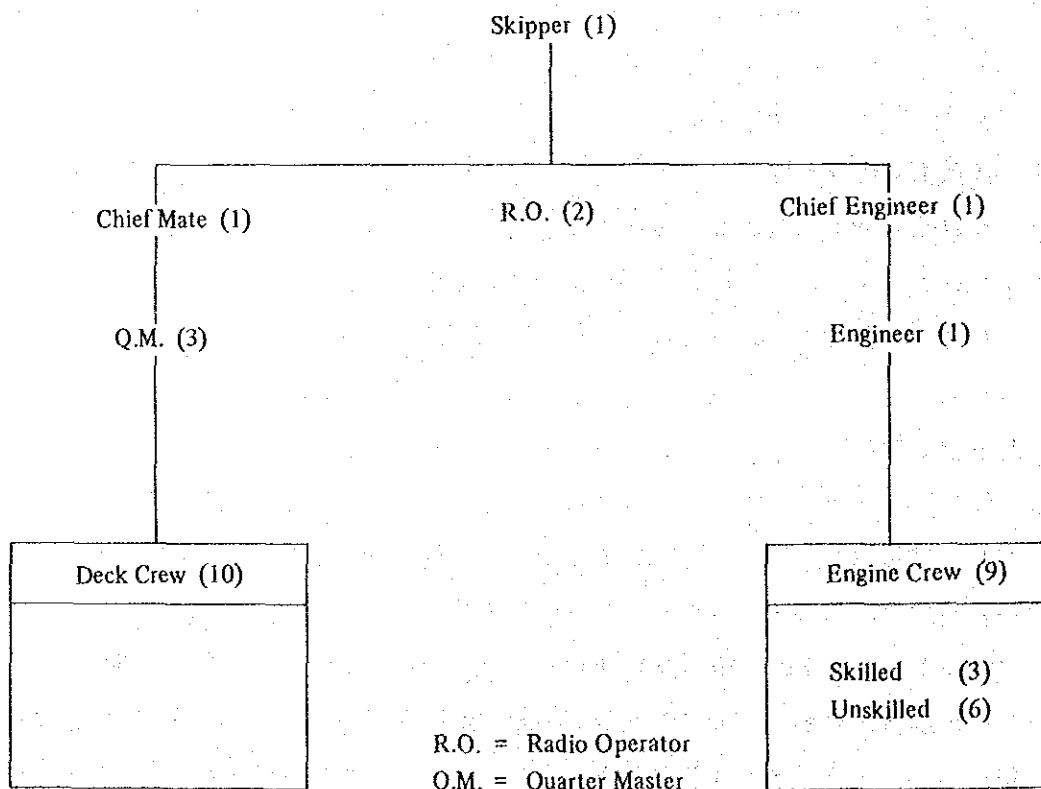 Skipper (1)
Chief Mate (1) R.O. (2) Chief Engineer (1)
Q.M. (3) Engineer (1)
Deck Crew (10) Engine Crew (9)
Skilled (3)
Unskilled (6)
R.O. = Radio Operator
Q.M. = Quarter Master